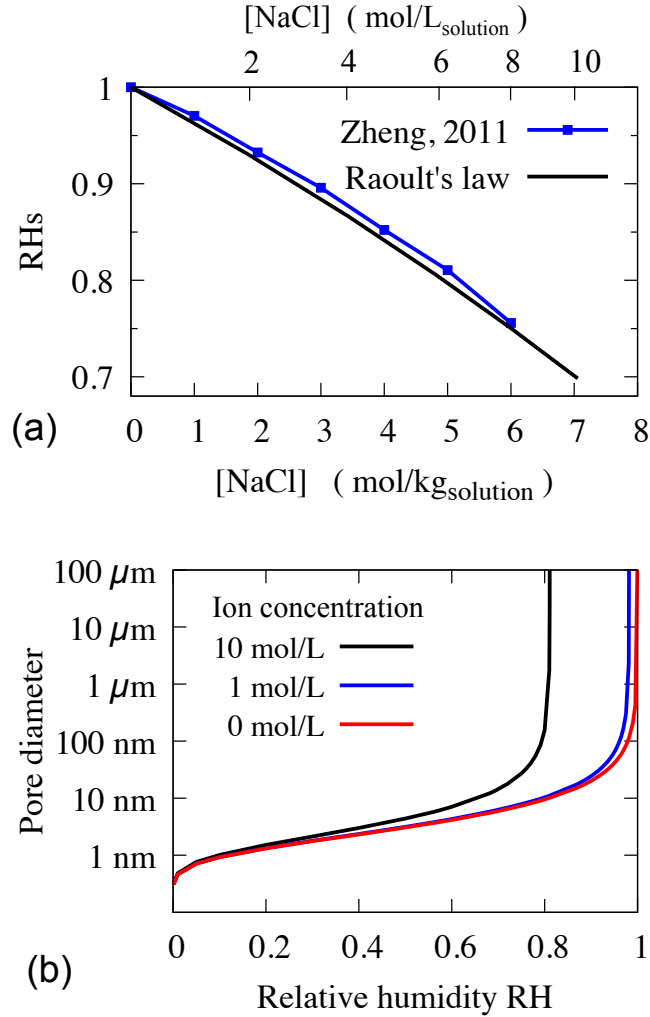 [NaCl] ( mol/Lsolution)
2 4 6 8 10
1
0.9
0.8
0.7
RHs
Zheng, 2011
Raoult's law
0 1 2 3 4 5 6 7 8
(a)
[NaCl] ( mol/kgsolution)
100 µm
10 µm
1 µm
100 nm
10 nm
1 nm
Pore diameter
Ion concentration
10 mol/L
1 mol/L
0 mol/L
0 0.2 0.4 0.6 0.8 1
(b)
Relative humidity RH